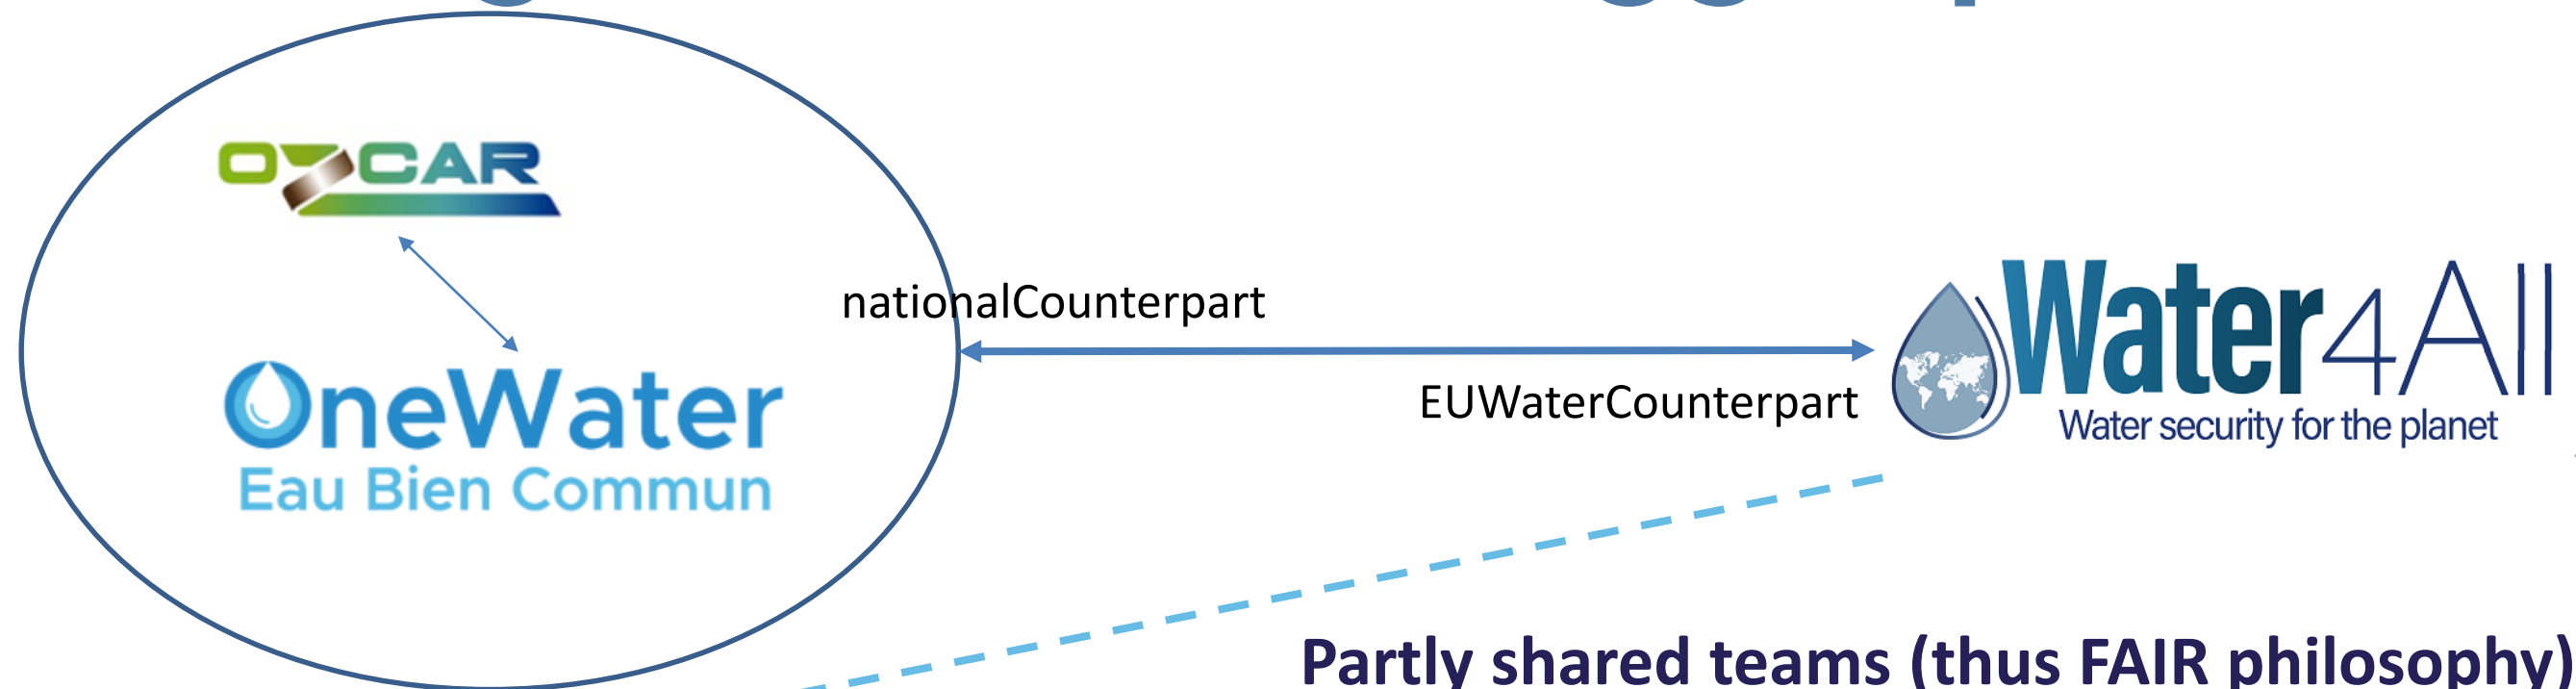 OZCAR
nationalCounterpart
OneWater
Eau Bien Commun
EUWaterCounterpart
Water4All
Water security for the planet
Partly shared teams (thus FAIR philosophy)